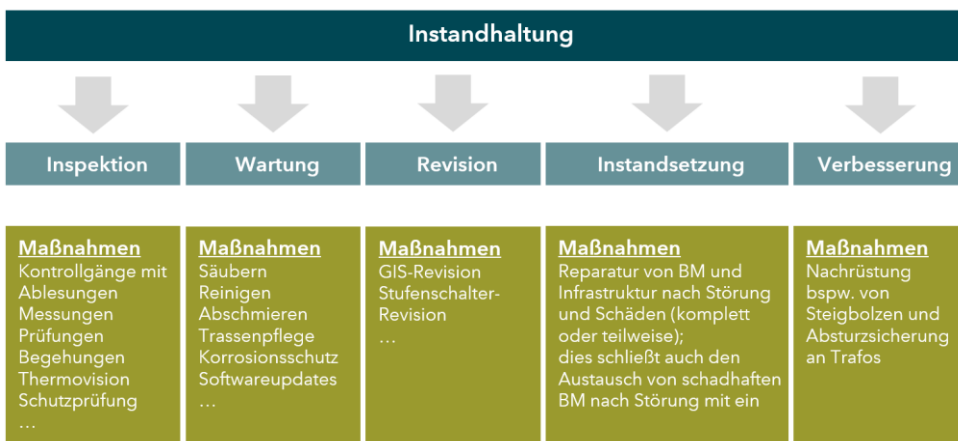 Instandhaltung
Inspektion
Wartung
Revision
Instandsetzung
Verbesserung
Maßnahmen
Kontrollgänge mit
Ablesungen
Messungen
Prüfungen
Begehungen
Thermovision
Schutzprüfung
…
Maßnahmen
Säubern
Reinigen
Abschmieren
Trassenpflege
Korrosionsschutz
Softwareupdates
…
Maßnahmen
GIS-Revision
Stufenschalter-
Revision
…
Maßnahmen
Reparatur von BM und
Infrastruktur nach Störung
und Schäden (komplett
oder teilweise);
dies schließt auch den
Austausch von schadhaften
BM nach Störung mit ein
Maßnahmen
Nachrüstung
bspw. von
Steigbolzen und
Absturzsicherung
an Trafos